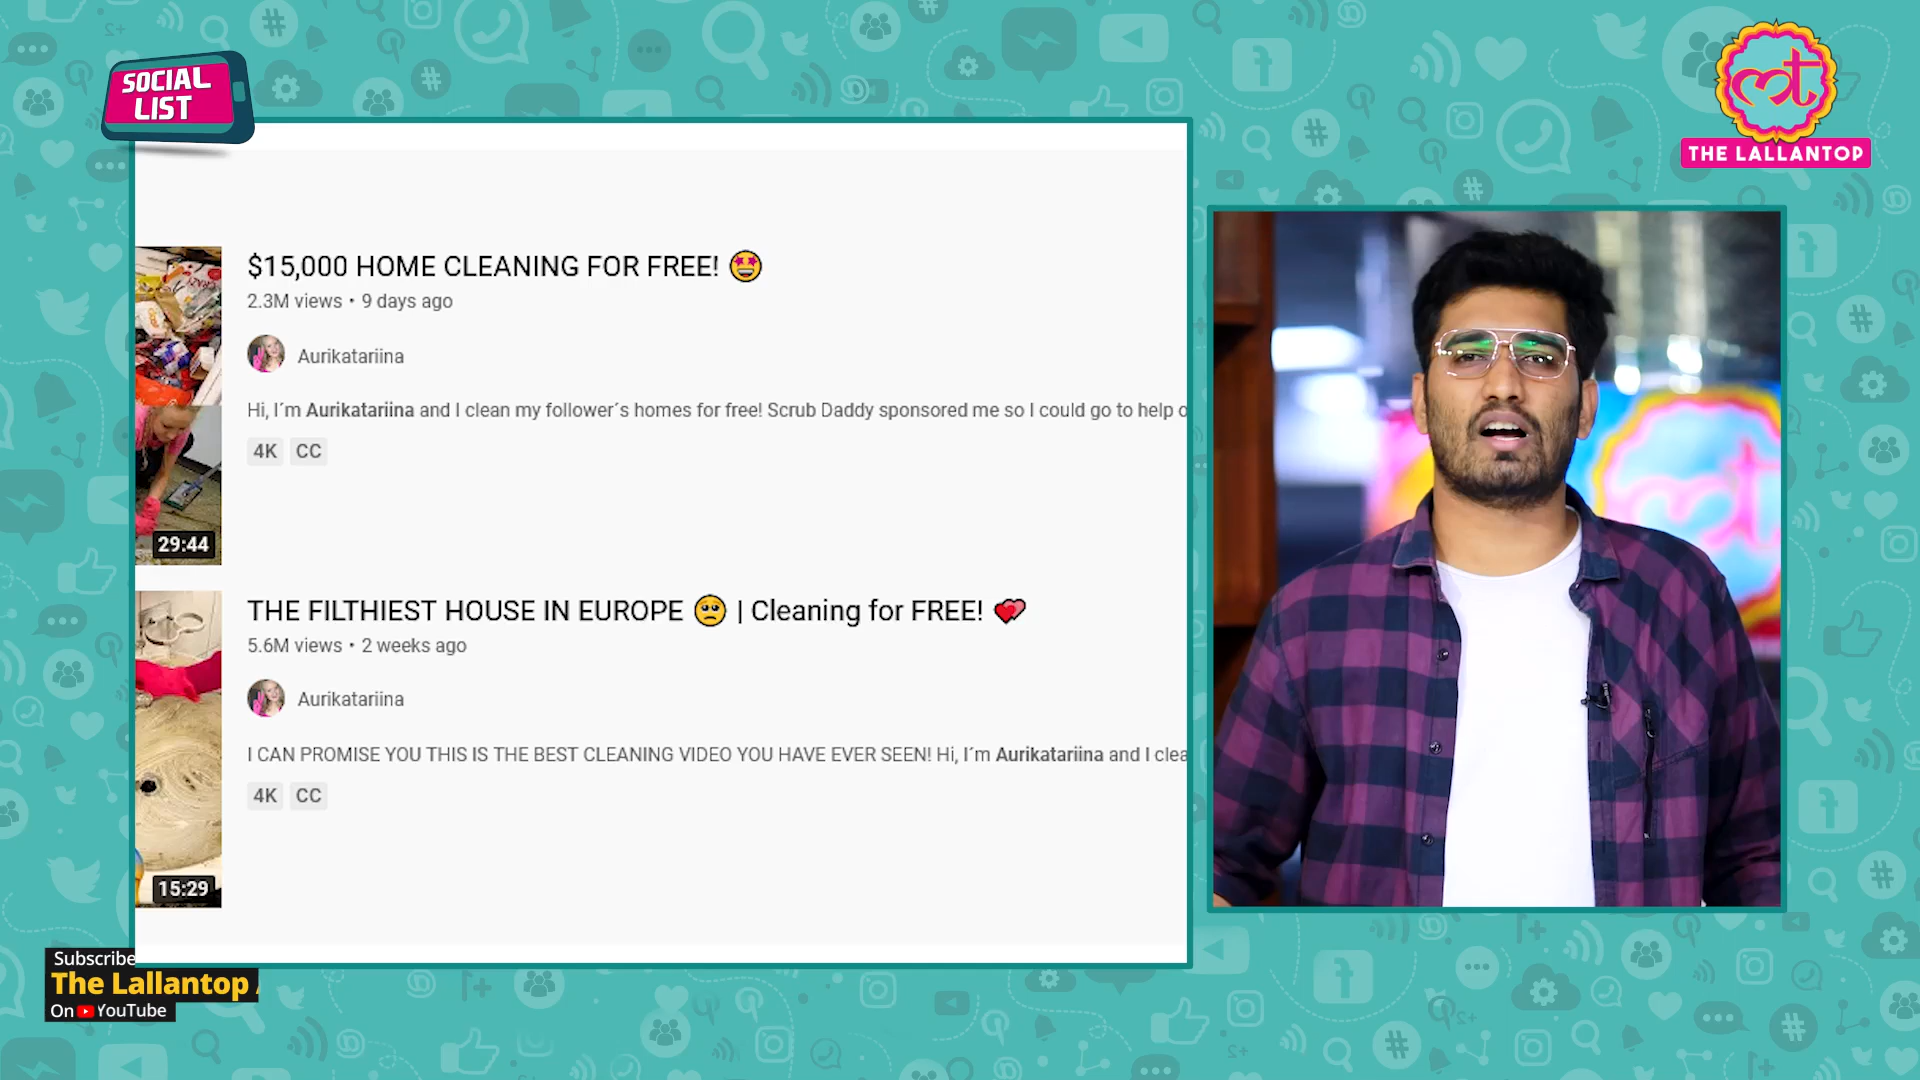 SOCIAL
LIST
THE LALLANTOP
$15,000 HOME CLEANING FOR FREE! 🤩
2.3M views • 9 days ago
Aurikatariina
Hi, I´m Aurikatariina and I clean my follower´s homes for free! Scrub Daddy sponsored me so I could go to help o
4K CC
29:44
THE FILTHIEST HOUSE IN EUROPE 🥺 | Cleaning for FREE! 💞
5.6M views • 2 weeks ago
Aurikatariina
I CAN PROMISE YOU THIS IS THE BEST CLEANING VIDEO YOU HAVE EVER SEEN! Hi, I´m Aurikatariina and I clea
4K CC
15:29
Subscribe
The Lallantop
On YouTube